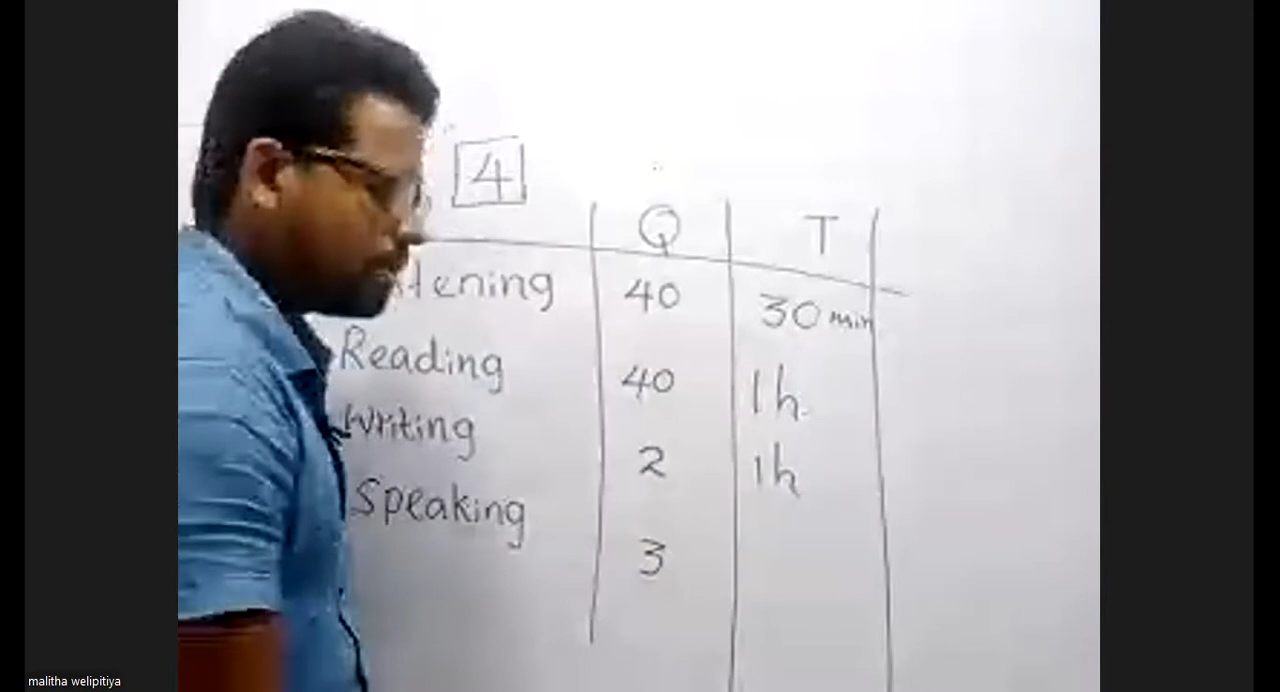 4
Q T
tening 40 30 min
Reading 40 1h.
Writing 2 1h
Speaking 3
malitha welipitiya